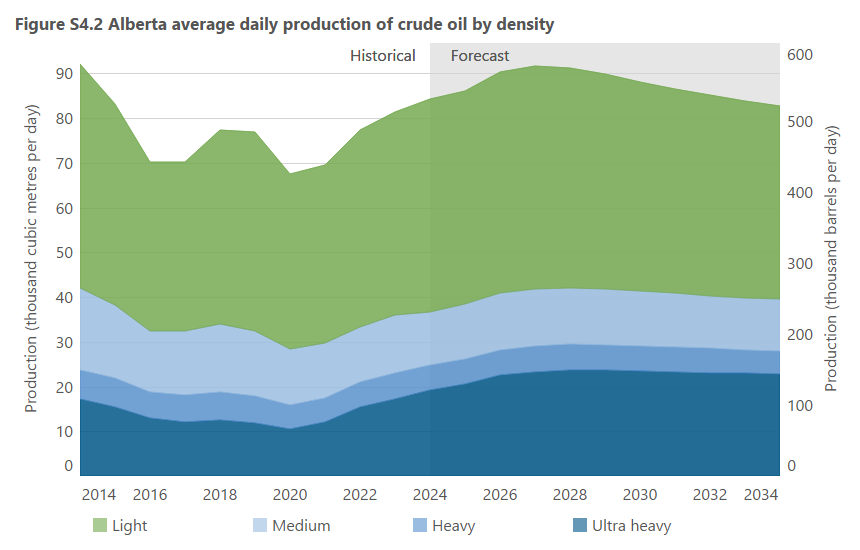 Figure S4.2 Alberta average daily production of crude oil by density
Historical Forecast
Production (thousand cubic metres per day)
90
80
70
60
50
40
30
20
10
0
600
500
400
300
200
100
0
Production (thousand barrels per day)
2014 2016 2018 2020 2022 2024 2026 2028 2030 2032 2034
Light Medium Heavy Ultra heavy